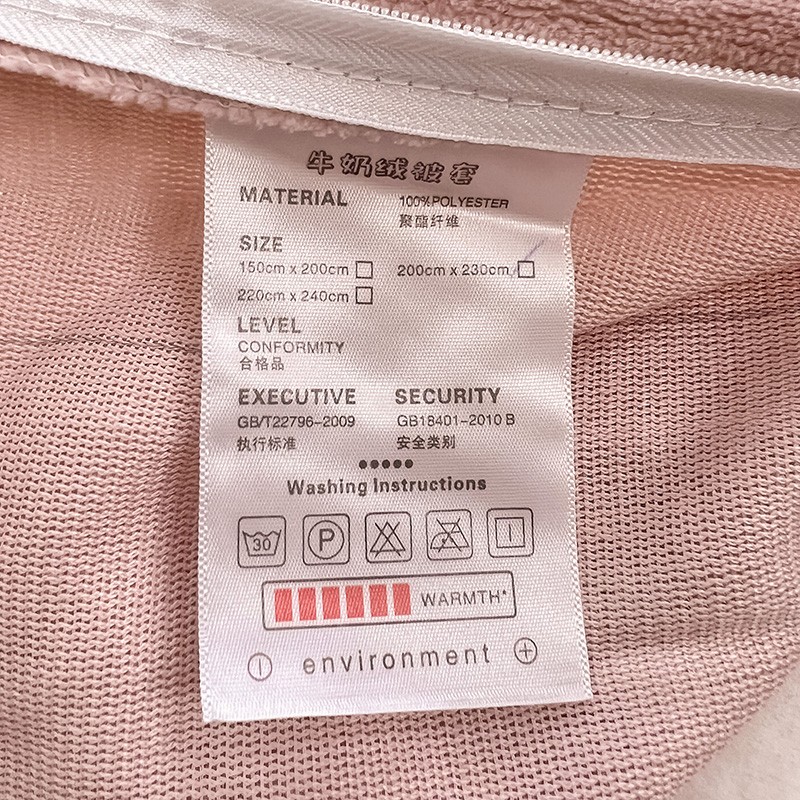 牛奶绒被套
MATERIAL 100%POLYESTER
聚酯纤维
SIZE
150cm x 200cm 200cm x 230cm
220cm x 240cm
LEVEL
CONFORMITY
合格品
EXECUTIVE SECURITY
GB/T22796-2009 GB18401-2010 B
执行标准 安全类别
Washing Instructions
30 P
WARMTH*
environment